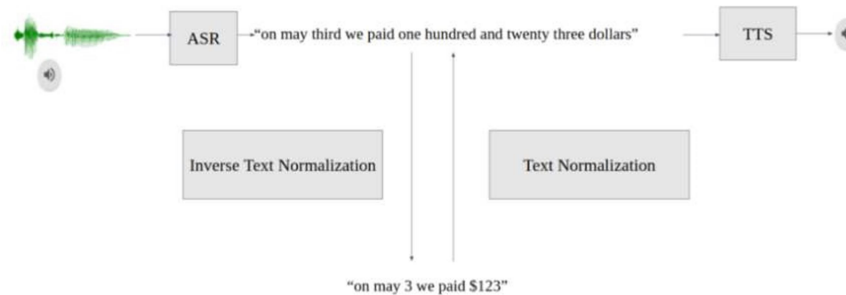 ASR
“on may third we paid one hundred and twenty three dollars”
TTS
Inverse Text Normalization
Text Normalization
“on may 3 we paid $123”